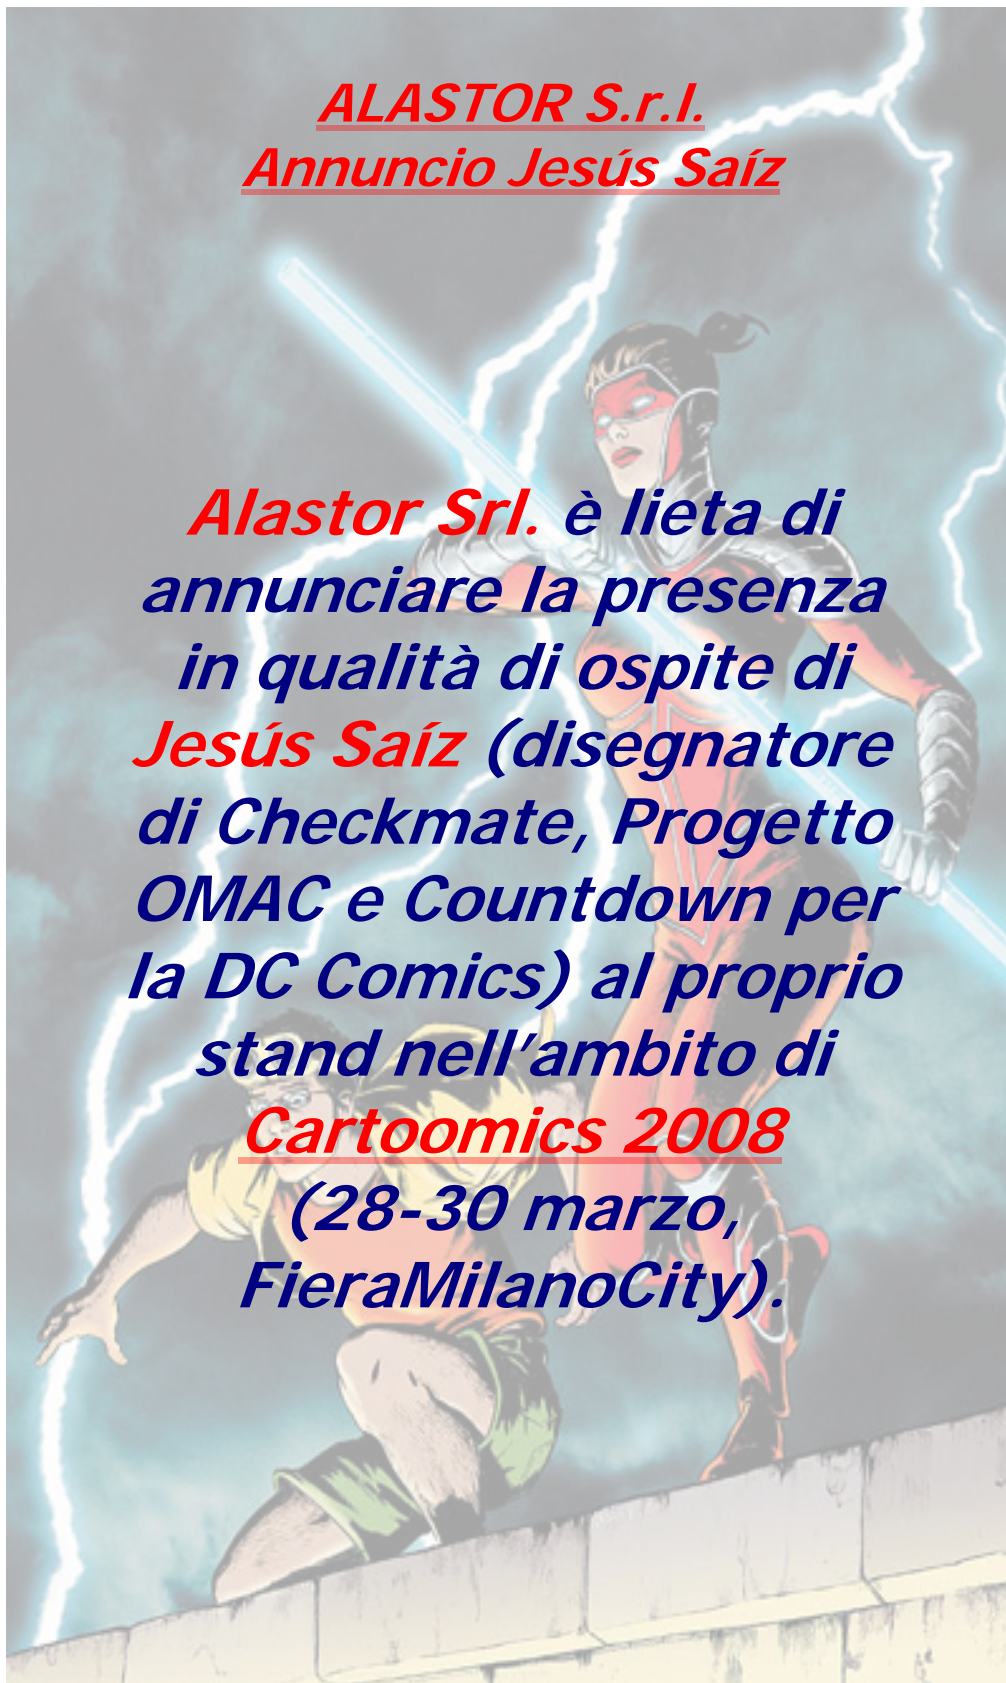 ALASTOR S.r.l.
Annuncio Jesús Saíz
Alastor Srl. è lieta di
annunciare la presenza
in qualità di ospite di
Jesús Saíz (disegnatore
di Checkmate, Progetto
OMAC e Countdown per
la DC Comics) al proprio
stand nell’ambito di
Cartoomics 2008
(28-30 marzo,
FieraMilanoCity).